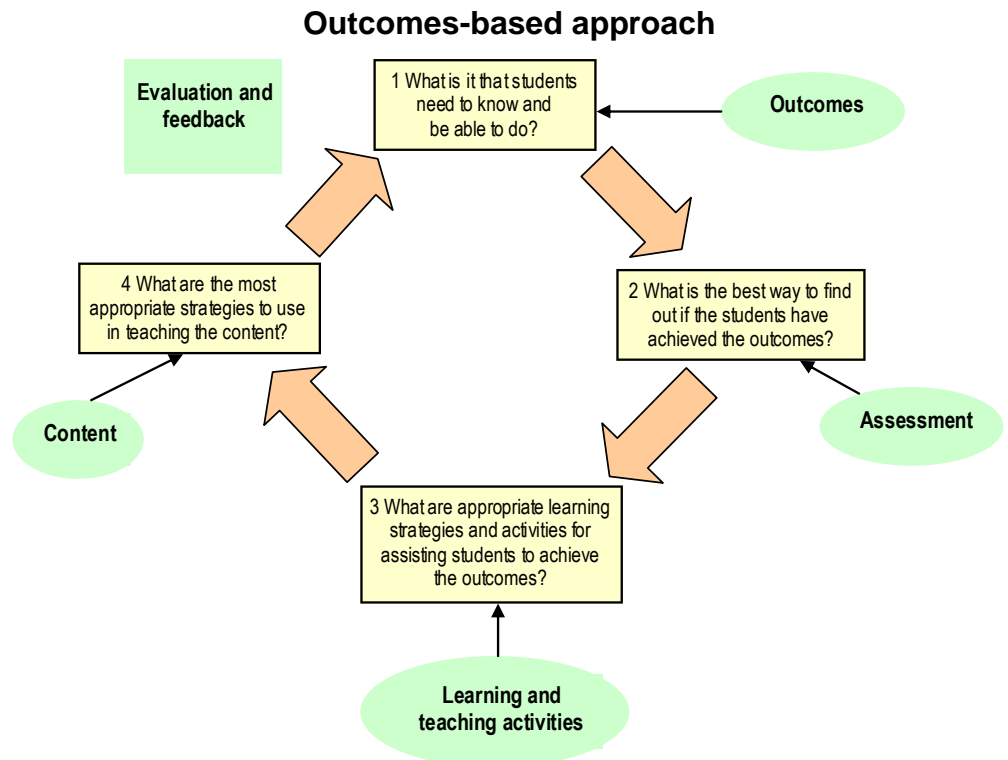 Outcomes-based approach
Evaluation and
feedback
1 What is it that students
need to know and
be able to do?
Outcomes
4 What are the most
appropriate strategies to use
in teaching the content?
2 What is the best way to find
out if the students have
achieved the outcomes?
Content
Assessment
3 What are appropriate learning
strategies and activities for
assisting students to achieve
the outcomes?
Learning and
teaching activities